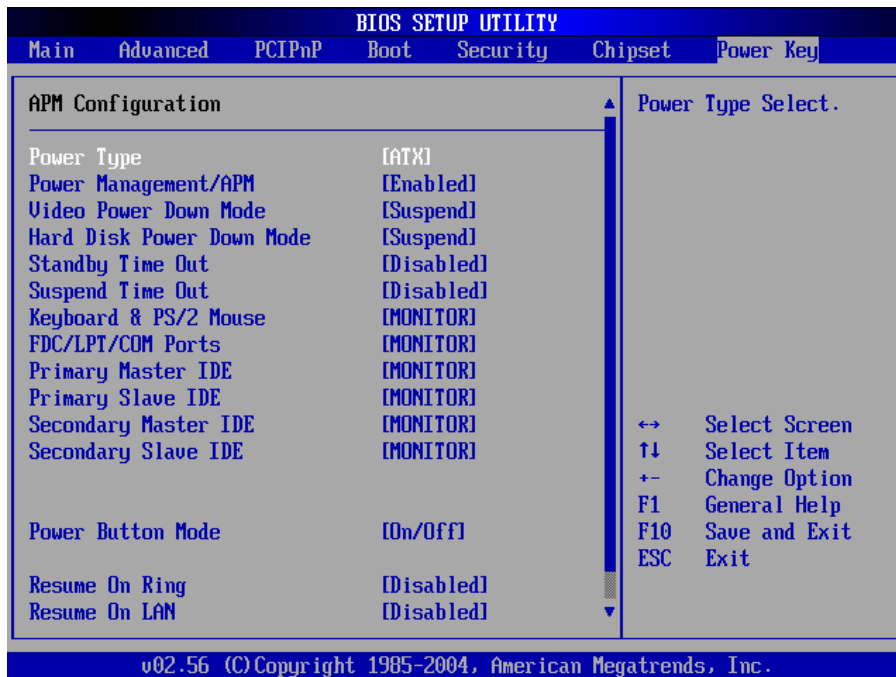 BIOS SETUP UTILITY
Main Advanced PCIPnP Boot Security Chipset Power Key
APM Configuration
Power Type [ATX]
Power Management/APM [Enabled]
Video Power Down Mode [Suspend]
Hard Disk Power Down Mode [Suspend]
Standby Time Out [Disabled]
Suspend Time Out [Disabled]
Keyboard & PS/2 Mouse [MONITOR]
FDC/LPT/COM Ports [MONITOR]
Primary Master IDE [MONITOR]
Primary Slave IDE [MONITOR]
Secondary Master IDE [MONITOR]
Secondary Slave IDE [MONITOR]
Power Button Mode [On/Off]
Resume On Ring [Disabled]
Resume On LAN [Disabled]
Power Type Select.
↔ Select Screen
↑↓ Select Item
+- Change Option
F1 General Help
F10 Save and Exit
ESC Exit
v02.56 (C)Copyright 1985-2004, American Megatrends, Inc.